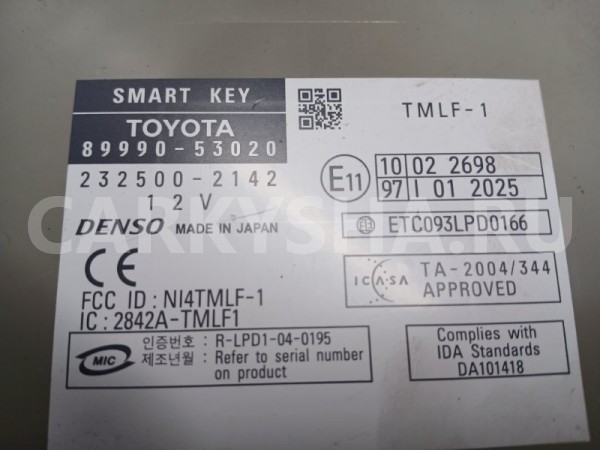 SMART KEY
TOYOTA
89990-53020
232500-2142
12V
DENSO MADE IN JAPAN
CE
FCC ID : NI4TMLF-1
IC : 2842A-TMLF1
MIC
인증번호 : R-LPD1-04-0195
제조년월 : Refer to serial number
on product
TMLF-1
E11
10 02 2698
97 I 01 2025
ETC093LPD0166
ICASA
TA-2004/344
APPROVED
Complies with
IDA Standards
DA101418
CARKYSHA.RU